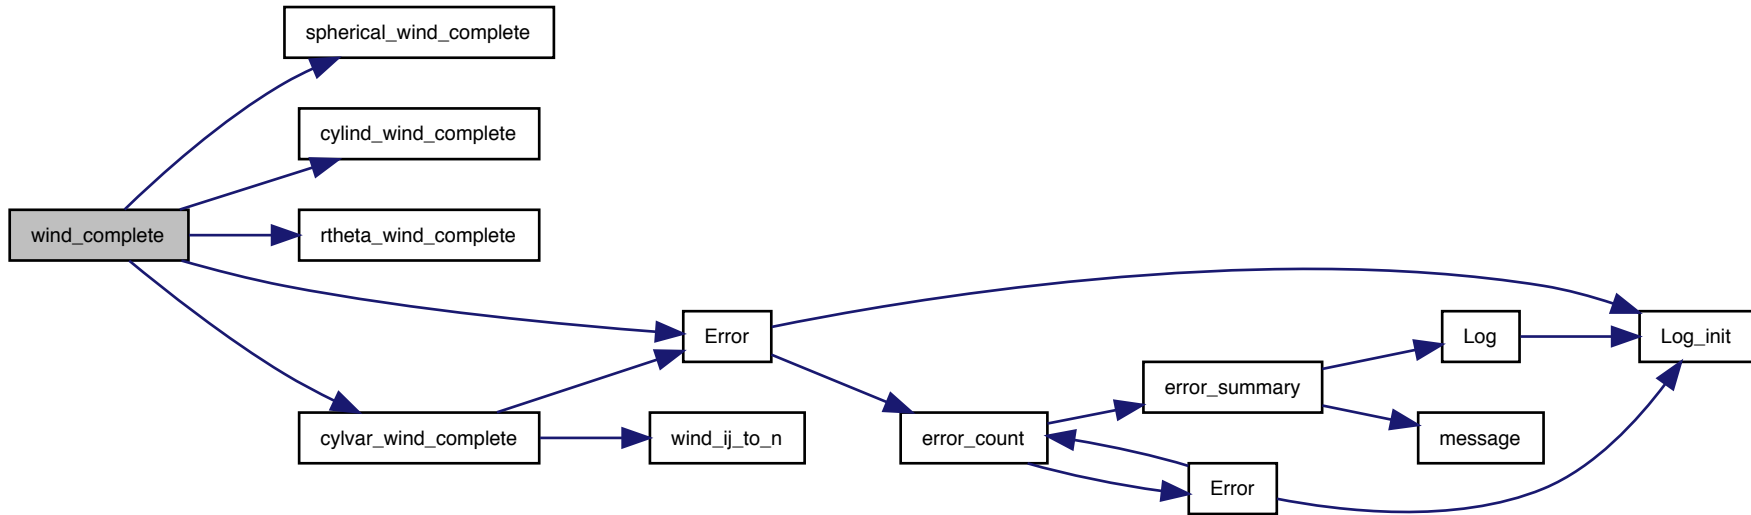 spherical_wind_complete
cylind_wind_complete
wind_complete
rtheta_wind_complete
Error
Log
Log_init
error_summary
cylvar_wind_complete
wind_ij_to_n
error_count
message
Error